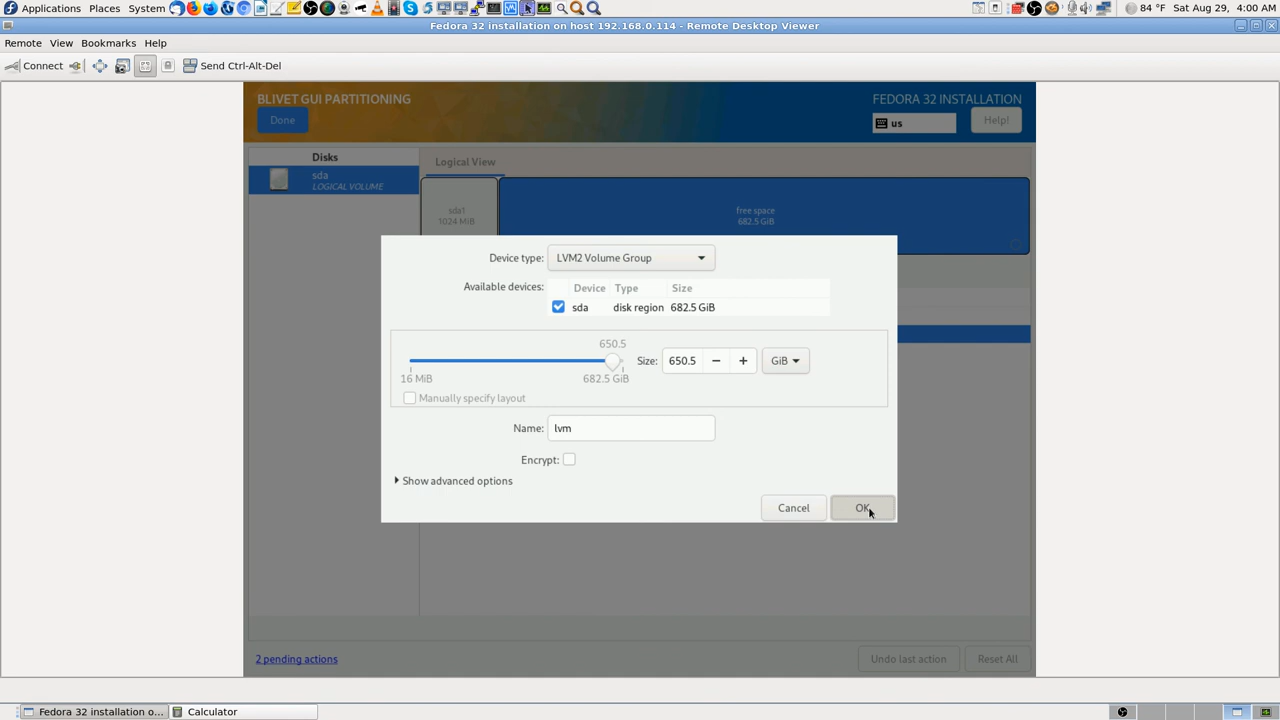 Applications Places System
84 °F Sat Aug 29, 4:00 AM
Fedora 32 installation on host 192.168.0.114 - Remote Desktop Viewer
Remote View Bookmarks Help
Connect Send Ctrl-Alt-Del
BLIVET GUI PARTITIONING
FEDORA 32 INSTALLATION
Done
us
Help!
Disks
Logical View
sda
LOGICAL VOLUME
sda1
1024 MiB
free space
682.5 GiB
Device type: LVM2 Volume Group
Available devices: Device Type Size
sda disk region 682.5 GiB
650.5
Size: 650.5 − + GiB
16 MiB 682.5 GiB
Manually specify layout
Name: lvm
Encrypt:
Show advanced options
Cancel OK
2 pending actions
Undo last action Reset All
Fedora 32 installation o... Calculator